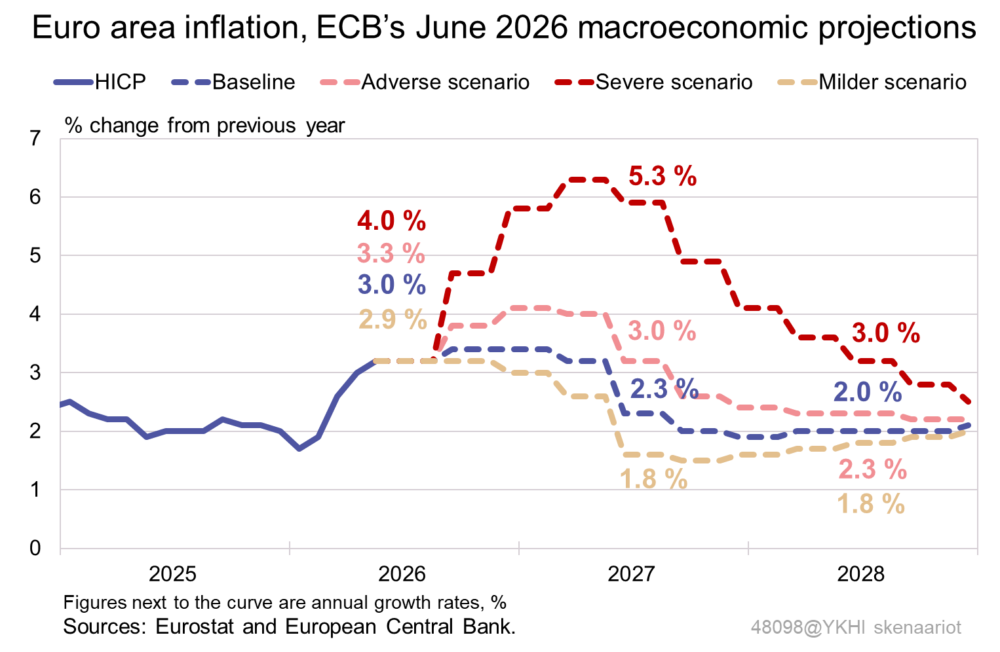 Euro area inflation, ECB’s June 2026 macroeconomic projections
HICP Baseline Adverse scenario Severe scenario Milder scenario
% change from previous year
7
6
5
4
3
2
1
0
5.3 %
4.0 %
3.3 %
3.0 %
2.9 %
3.0 %
3.0 %
2.3 %
2.0 %
1.8 %
2.3 %
1.8 %
2025 2026 2027 2028
Figures next to the curve are annual growth rates, %
Sources: Eurostat and European Central Bank.
48098@YKHI skenaariot